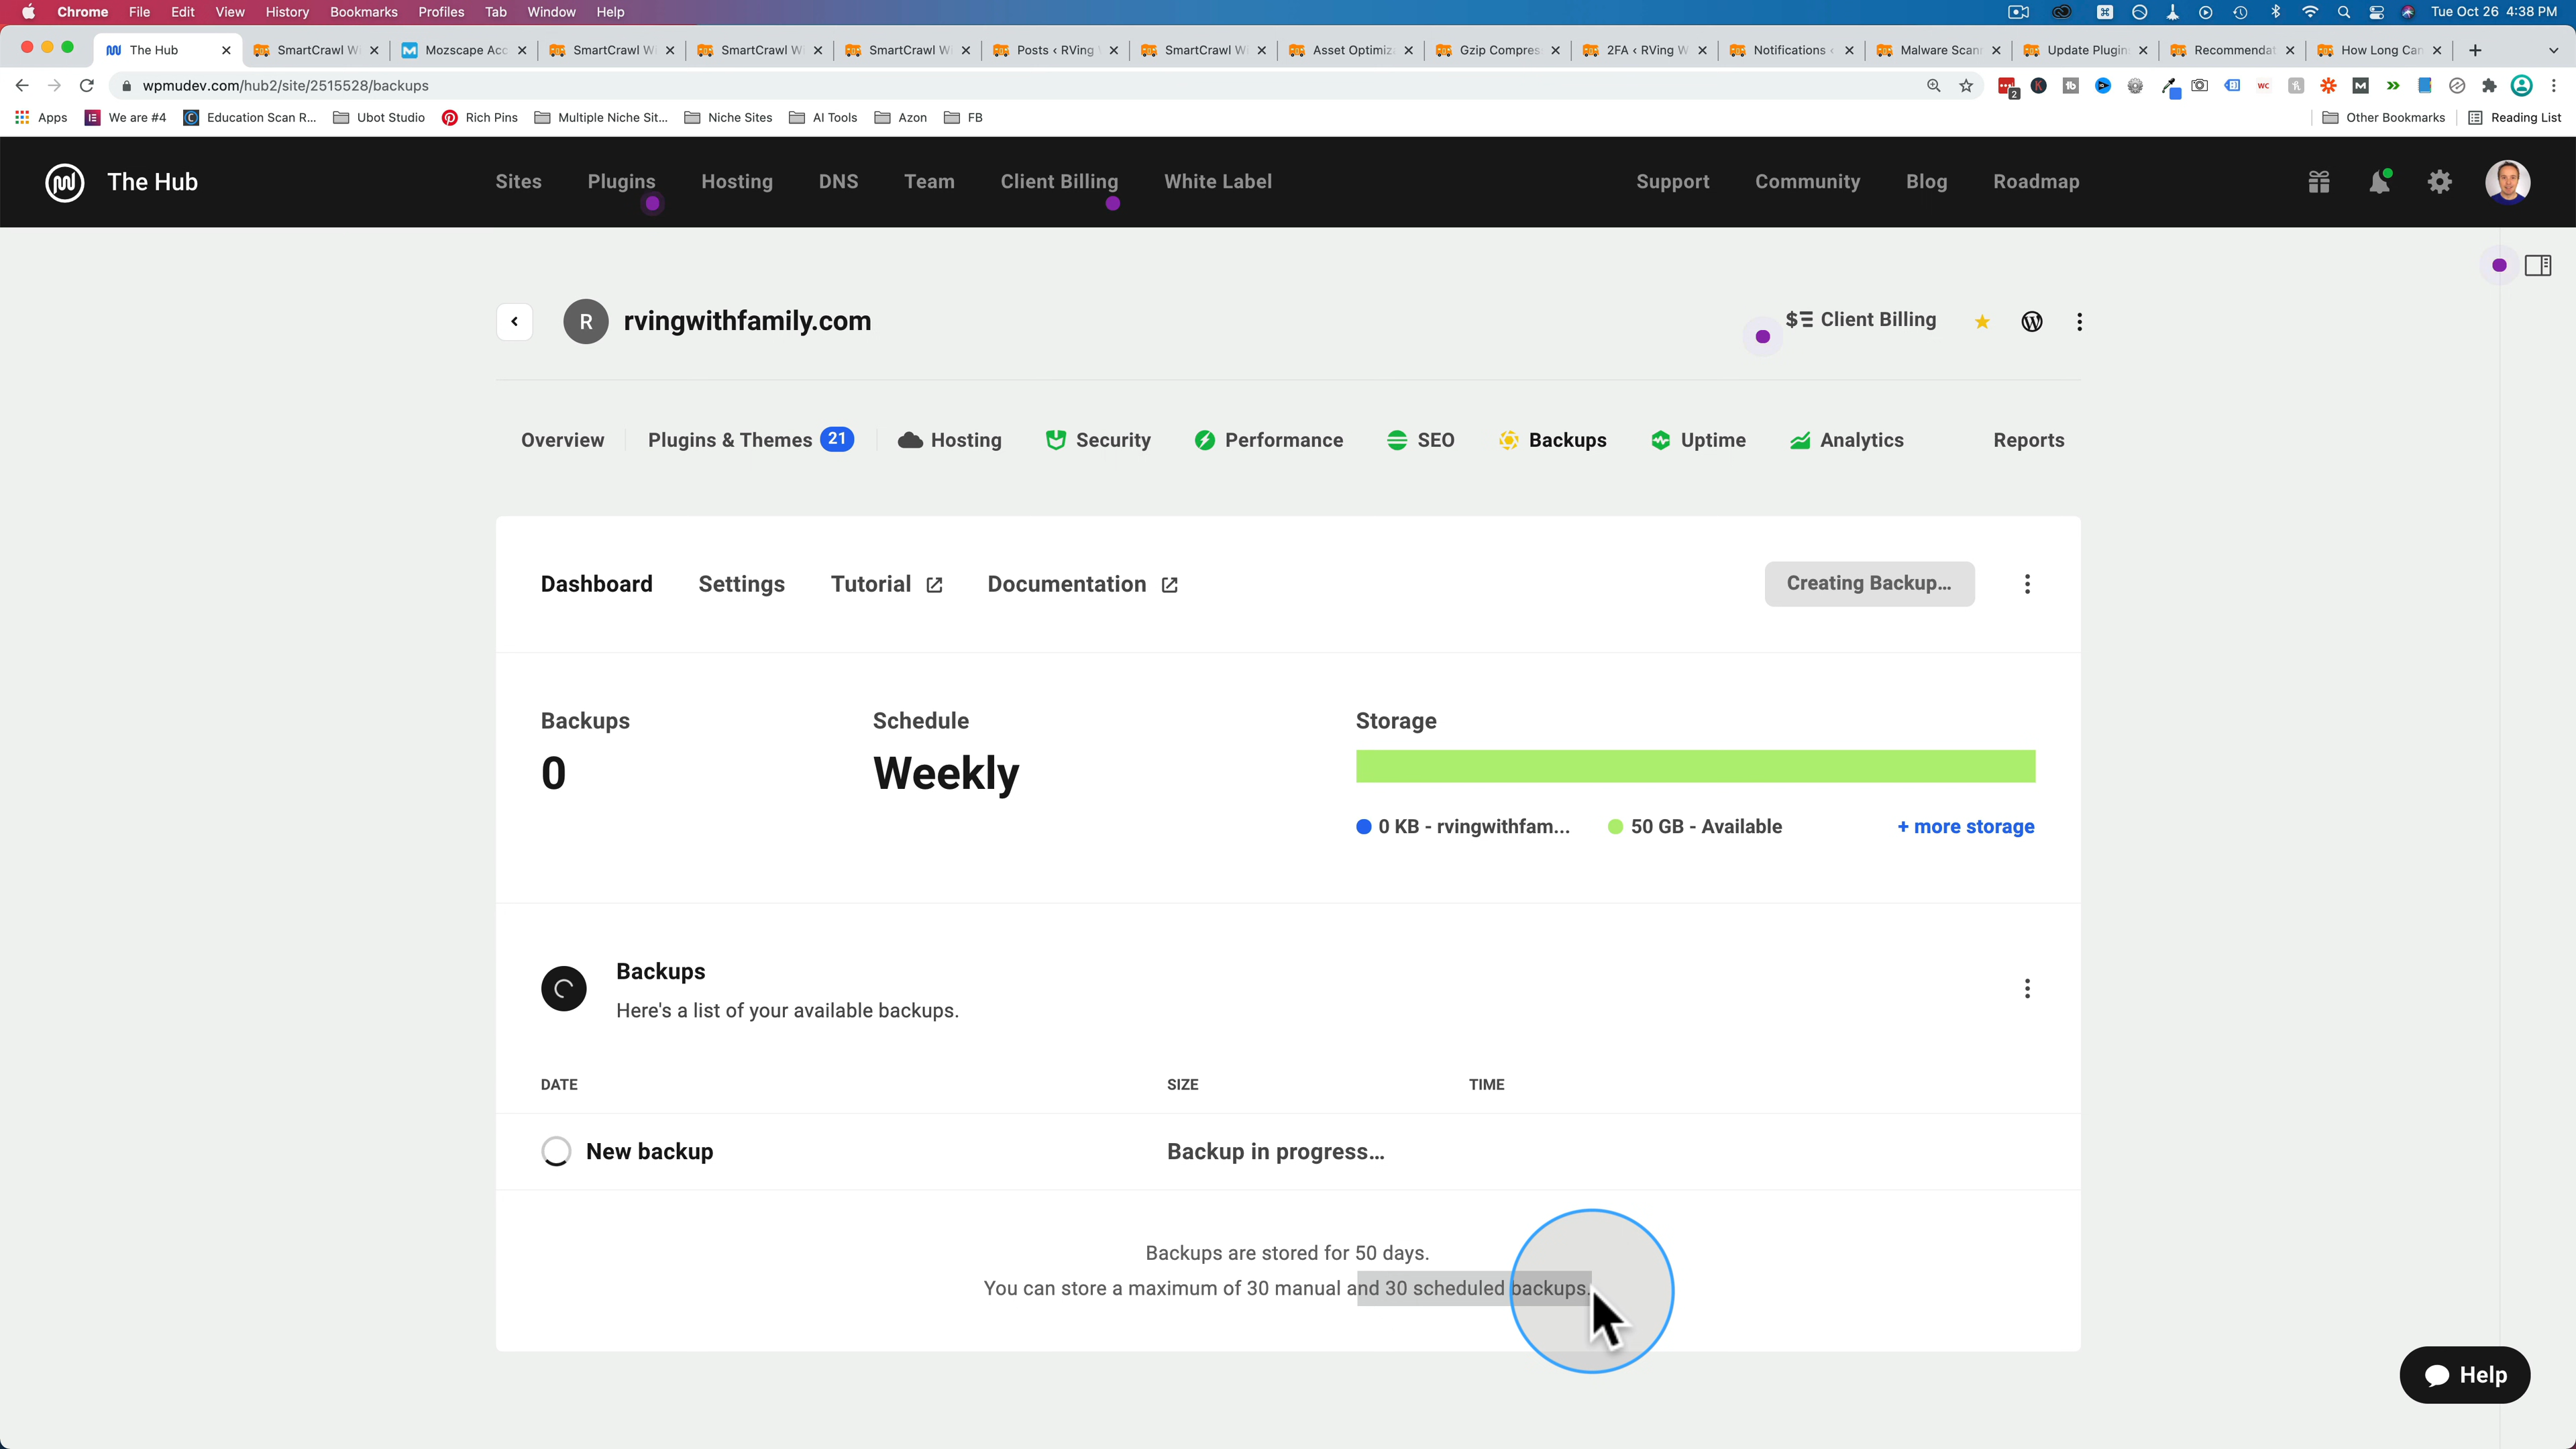 Chrome File Edit View History Bookmarks Profiles Tab Window Help Tue Oct 26 4:38 PM
The Hub SmartCrawl Wi Mozscape Acc SmartCrawl Wi SmartCrawl Wi SmartCrawl Wi Posts ‹ RVing SmartCrawl Wi Asset Optimiz Gzip Compres 2FA ‹ RVing W Notifications ‹ Malware Scann Update Plugin Recommendat How Long Can
wpmudev.com/hub2/site/2515528/backups
Apps We are #4 Education Scan R... Ubot Studio Rich Pins Multiple Niche Sit... Niche Sites AI Tools Azon FB Other Bookmarks Reading List
The Hub Sites Plugins Hosting DNS Team Client Billing White Label Support Community Blog Roadmap
R rvingwithfamily.com $ Client Billing
Overview Plugins & Themes 21 Hosting Security Performance SEO Backups Uptime Analytics Reports
Dashboard Settings Tutorial Documentation Creating Backup...
Backups Schedule Storage
0 Weekly
0 KB - rvingwithfam... 50 GB - Available + more storage
Backups
Here's a list of your available backups.
DATE SIZE TIME
New backup Backup in progress...
Backups are stored for 50 days.
You can store a maximum of 30 manual and 30 scheduled backups.
Help